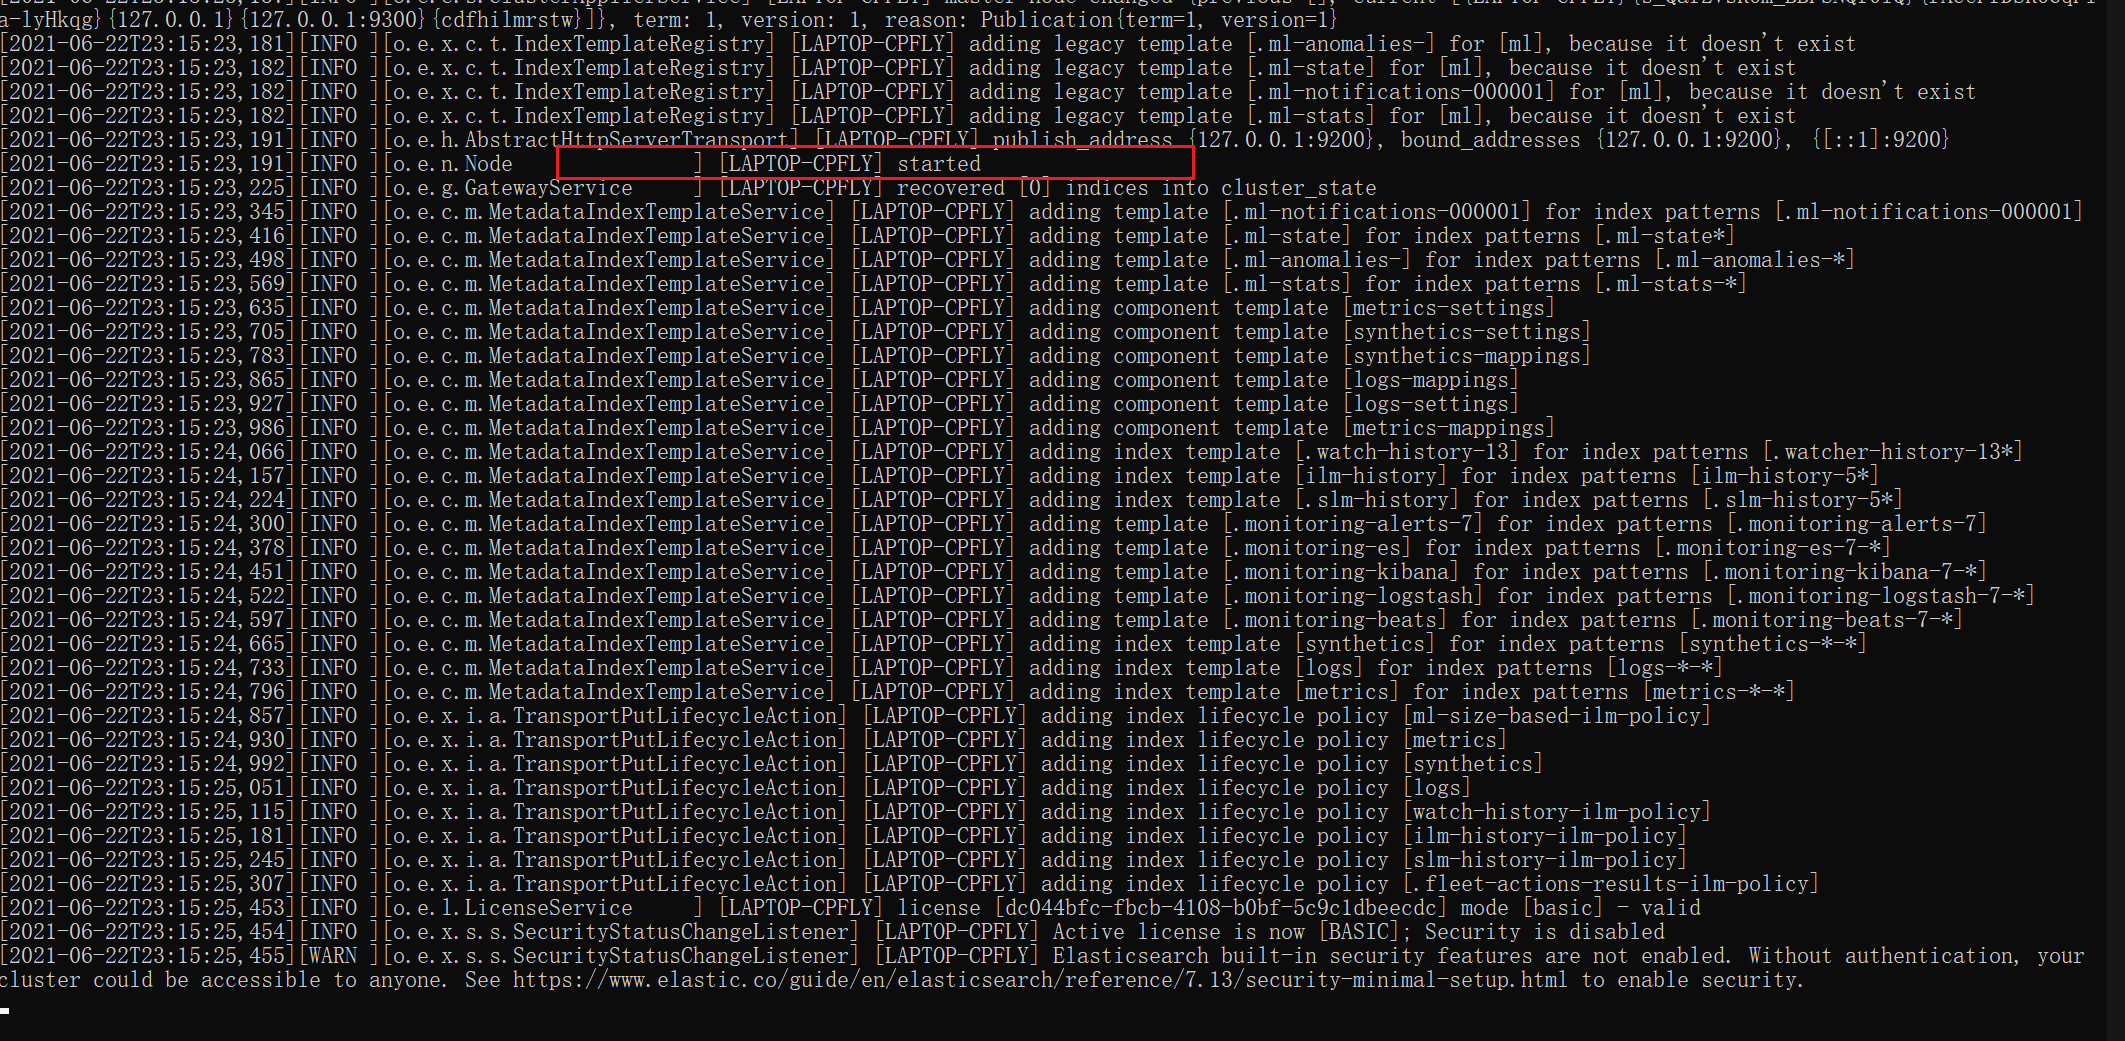 a-lyHkqg}{127.0.0.1}{127.0.0.1:9300}{cdfhilmrstw}]}, term: 1, version: 1, reason: Publication{term=1, version=1}
[2021-06-22T23:15:23,181][INFO ][o.e.x.c.t.IndexTemplateRegistry] [LAPTOP-CPFLY] adding legacy template [.ml-anomalies-] for [ml], because it doesn't exist
[2021-06-22T23:15:23,182][INFO ][o.e.x.c.t.IndexTemplateRegistry] [LAPTOP-CPFLY] adding legacy template [.ml-state] for [ml], because it doesn't exist
[2021-06-22T23:15:23,182][INFO ][o.e.x.c.t.IndexTemplateRegistry] [LAPTOP-CPFLY] adding legacy template [.ml-notifications-000001] for [ml], because it doesn't exist
[2021-06-22T23:15:23,182][INFO ][o.e.x.c.t.IndexTemplateRegistry] [LAPTOP-CPFLY] adding legacy template [.ml-stats] for [ml], because it doesn't exist
[2021-06-22T23:15:23,191][INFO ][o.e.h.AbstractHttpServerTransport] [LAPTOP-CPFLY] publish_address {127.0.0.1:9200}, bound_addresses {127.0.0.1:9200}, {[::1]:9200}
[2021-06-22T23:15:23,191][INFO ][o.e.n.Node               ] [LAPTOP-CPFLY] started
[2021-06-22T23:15:23,225][INFO ][o.e.g.GatewayService     ] [LAPTOP-CPFLY] recovered [0] indices into cluster_state
[2021-06-22T23:15:23,345][INFO ][o.e.c.m.MetadataIndexTemplateService] [LAPTOP-CPFLY] adding template [.ml-notifications-000001] for index patterns [.ml-notifications-000001]
[2021-06-22T23:15:23,416][INFO ][o.e.c.m.MetadataIndexTemplateService] [LAPTOP-CPFLY] adding template [.ml-state] for index patterns [.ml-state*]
[2021-06-22T23:15:23,498][INFO ][o.e.c.m.MetadataIndexTemplateService] [LAPTOP-CPFLY] adding template [.ml-anomalies-] for index patterns [.ml-anomalies-*]
[2021-06-22T23:15:23,569][INFO ][o.e.c.m.MetadataIndexTemplateService] [LAPTOP-CPFLY] adding template [.ml-stats] for index patterns [.ml-stats-*]
[2021-06-22T23:15:23,635][INFO ][o.e.c.m.MetadataIndexTemplateService] [LAPTOP-CPFLY] adding component template [metrics-settings]
[2021-06-22T23:15:23,705][INFO ][o.e.c.m.MetadataIndexTemplateService] [LAPTOP-CPFLY] adding component template [synthetics-settings]
[2021-06-22T23:15:23,783][INFO ][o.e.c.m.MetadataIndexTemplateService] [LAPTOP-CPFLY] adding component template [synthetics-mappings]
[2021-06-22T23:15:23,865][INFO ][o.e.c.m.MetadataIndexTemplateService] [LAPTOP-CPFLY] adding component template [logs-mappings]
[2021-06-22T23:15:23,927][INFO ][o.e.c.m.MetadataIndexTemplateService] [LAPTOP-CPFLY] adding component template [logs-settings]
[2021-06-22T23:15:23,986][INFO ][o.e.c.m.MetadataIndexTemplateService] [LAPTOP-CPFLY] adding component template [metrics-mappings]
[2021-06-22T23:15:24,066][INFO ][o.e.c.m.MetadataIndexTemplateService] [LAPTOP-CPFLY] adding index template [.watch-history-13] for index patterns [.watcher-history-13*]
[2021-06-22T23:15:24,157][INFO ][o.e.c.m.MetadataIndexTemplateService] [LAPTOP-CPFLY] adding index template [ilm-history] for index patterns [ilm-history-5*]
[2021-06-22T23:15:24,224][INFO ][o.e.c.m.MetadataIndexTemplateService] [LAPTOP-CPFLY] adding index template [.slm-history] for index patterns [.slm-history-5*]
[2021-06-22T23:15:24,300][INFO ][o.e.c.m.MetadataIndexTemplateService] [LAPTOP-CPFLY] adding template [.monitoring-alerts-7] for index patterns [.monitoring-alerts-7]
[2021-06-22T23:15:24,378][INFO ][o.e.c.m.MetadataIndexTemplateService] [LAPTOP-CPFLY] adding template [.monitoring-es] for index patterns [.monitoring-es-7-*]
[2021-06-22T23:15:24,451][INFO ][o.e.c.m.MetadataIndexTemplateService] [LAPTOP-CPFLY] adding template [.monitoring-kibana] for index patterns [.monitoring-kibana-7-*]
[2021-06-22T23:15:24,522][INFO ][o.e.c.m.MetadataIndexTemplateService] [LAPTOP-CPFLY] adding template [.monitoring-logstash] for index patterns [.monitoring-logstash-7-*]
[2021-06-22T23:15:24,597][INFO ][o.e.c.m.MetadataIndexTemplateService] [LAPTOP-CPFLY] adding template [.monitoring-beats] for index patterns [.monitoring-beats-7-*]
[2021-06-22T23:15:24,665][INFO ][o.e.c.m.MetadataIndexTemplateService] [LAPTOP-CPFLY] adding index template [synthetics] for index patterns [synthetics-*-*]
[2021-06-22T23:15:24,733][INFO ][o.e.c.m.MetadataIndexTemplateService] [LAPTOP-CPFLY] adding index template [logs] for index patterns [logs-*-*]
[2021-06-22T23:15:24,796][INFO ][o.e.c.m.MetadataIndexTemplateService] [LAPTOP-CPFLY] adding index template [metrics] for index patterns [metrics-*-*]
[2021-06-22T23:15:24,857][INFO ][o.e.x.i.a.TransportPutLifecycleAction] [LAPTOP-CPFLY] adding index lifecycle policy [ml-size-based-ilm-policy]
[2021-06-22T23:15:24,930][INFO ][o.e.x.i.a.TransportPutLifecycleAction] [LAPTOP-CPFLY] adding index lifecycle policy [metrics]
[2021-06-22T23:15:24,992][INFO ][o.e.x.i.a.TransportPutLifecycleAction] [LAPTOP-CPFLY] adding index lifecycle policy [synthetics]
[2021-06-22T23:15:25,051][INFO ][o.e.x.i.a.TransportPutLifecycleAction] [LAPTOP-CPFLY] adding index lifecycle policy [logs]
[2021-06-22T23:15:25,115][INFO ][o.e.x.i.a.TransportPutLifecycleAction] [LAPTOP-CPFLY] adding index lifecycle policy [watch-history-ilm-policy]
[2021-06-22T23:15:25,181][INFO ][o.e.x.i.a.TransportPutLifecycleAction] [LAPTOP-CPFLY] adding index lifecycle policy [ilm-history-ilm-policy]
[2021-06-22T23:15:25,245][INFO ][o.e.x.i.a.TransportPutLifecycleAction] [LAPTOP-CPFLY] adding index lifecycle policy [slm-history-ilm-policy]
[2021-06-22T23:15:25,307][INFO ][o.e.x.i.a.TransportPutLifecycleAction] [LAPTOP-CPFLY] adding index lifecycle policy [.fleet-actions-results-ilm-policy]
[2021-06-22T23:15:25,453][INFO ][o.e.l.LicenseService     ] [LAPTOP-CPFLY] license [dc044bfc-fbcb-4108-b0bf-5c9c1dbeecdc] mode [basic] - valid
[2021-06-22T23:15:25,454][INFO ][o.e.x.s.s.SecurityStatusChangeListener] [LAPTOP-CPFLY] Active license is now [BASIC]; Security is disabled
[2021-06-22T23:15:25,455][WARN ][o.e.x.s.s.SecurityStatusChangeListener] [LAPTOP-CPFLY] Elasticsearch built-in security features are not enabled. Without authentication, your
cluster could be accessible to anyone. See https://www.elastic.co/guide/en/elasticsearch/reference/7.13/security-minimal-setup.html to enable security.